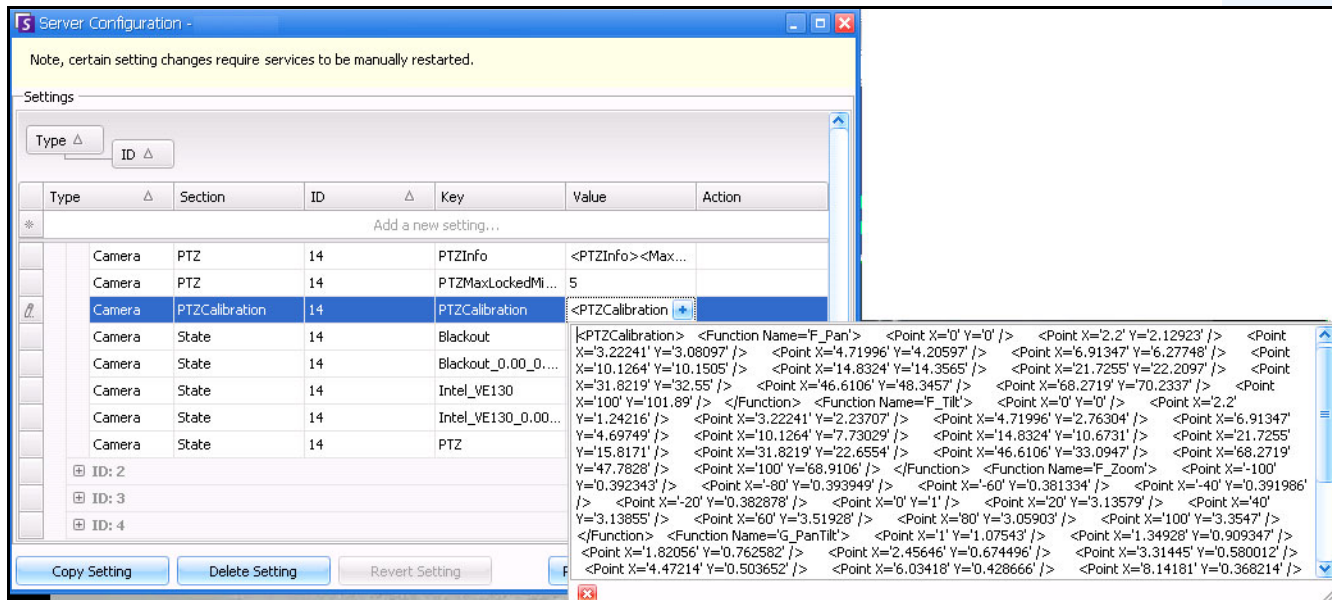 Server Configuration -
Note, certain setting changes require services to be manually restarted.
Settings
Type
ID
Type Section ID Key Value Action
Add a new setting...
Camera PTZ 14 PTZInfo <PTZInfo><Max...
Camera PTZ 14 PTZMaxLockedMi... 5
Camera PTZCalibration 14 PTZCalibration <PTZCalibration
Camera State 14 Blackout
Camera State 14 Blackout_0.00_0....
Camera State 14 Intel_VE130
Camera State 14 Intel_VE130_0.00...
Camera State 14 PTZ
ID: 2
ID: 3
ID: 4
<PTZCalibration> <Function Name='F_Pan'> <Point X='0' Y='0' /> <Point X='2.2' Y='2.12923' /> <Point
X='3.22241' Y='3.08097' /> <Point X='4.71996' Y='4.20597' /> <Point X='6.91347' Y='6.27748' /> <Point
X='10.1264' Y='10.1505' /> <Point X='14.8324' Y='14.3565' /> <Point X='21.7255' Y='22.2097' /> <Point
X='31.8219' Y='32.55' /> <Point X='46.6106' Y='48.3457' /> <Point X='68.2719' Y='70.2337' /> <Point
X='100' Y='101.89' /> </Function> <Function Name='F_Tilt'> <Point X='0' Y='0' /> <Point X='2.2'
Y='1.24216' /> <Point X='3.22241' Y='2.23707' /> <Point X='4.71996' Y='2.76304' /> <Point X='6.91347'
Y='4.69749' /> <Point X='10.1264' Y='7.73029' /> <Point X='14.8324' Y='10.6731' /> <Point X='21.7255'
Y='15.8171' /> <Point X='31.8219' Y='22.6554' /> <Point X='46.6106' Y='33.0947' /> <Point X='68.2719'
Y='47.7828' /> <Point X='100' Y='68.9106' /> </Function> <Function Name='F_Zoom'> <Point X='-100'
Y='0.392343' /> <Point X='-80' Y='0.393949' /> <Point X='-60' Y='0.381334' /> <Point X='-40' Y='0.391986'
/> <Point X='-20' Y='0.382878' /> <Point X='0' Y='1' /> <Point X='20' Y='3.13579' /> <Point X='40'
Y='3.13855' /> <Point X='60' Y='3.51928' /> <Point X='80' Y='3.05903' /> <Point X='100' Y='3.3547' />
</Function> <Function Name='G_PanTilt'> <Point X='1' Y='1.07543' /> <Point X='1.34928' Y='0.909347' />
<Point X='1.82056' Y='0.762582' /> <Point X='2.45646' Y='0.674496' /> <Point X='3.31445' Y='0.580012' />
<Point X='4.47214' Y='0.503652' /> <Point X='6.03418' Y='0.428666' /> <Point X='8.14181' Y='0.368214' />
Copy Setting Delete Setting Revert Setting